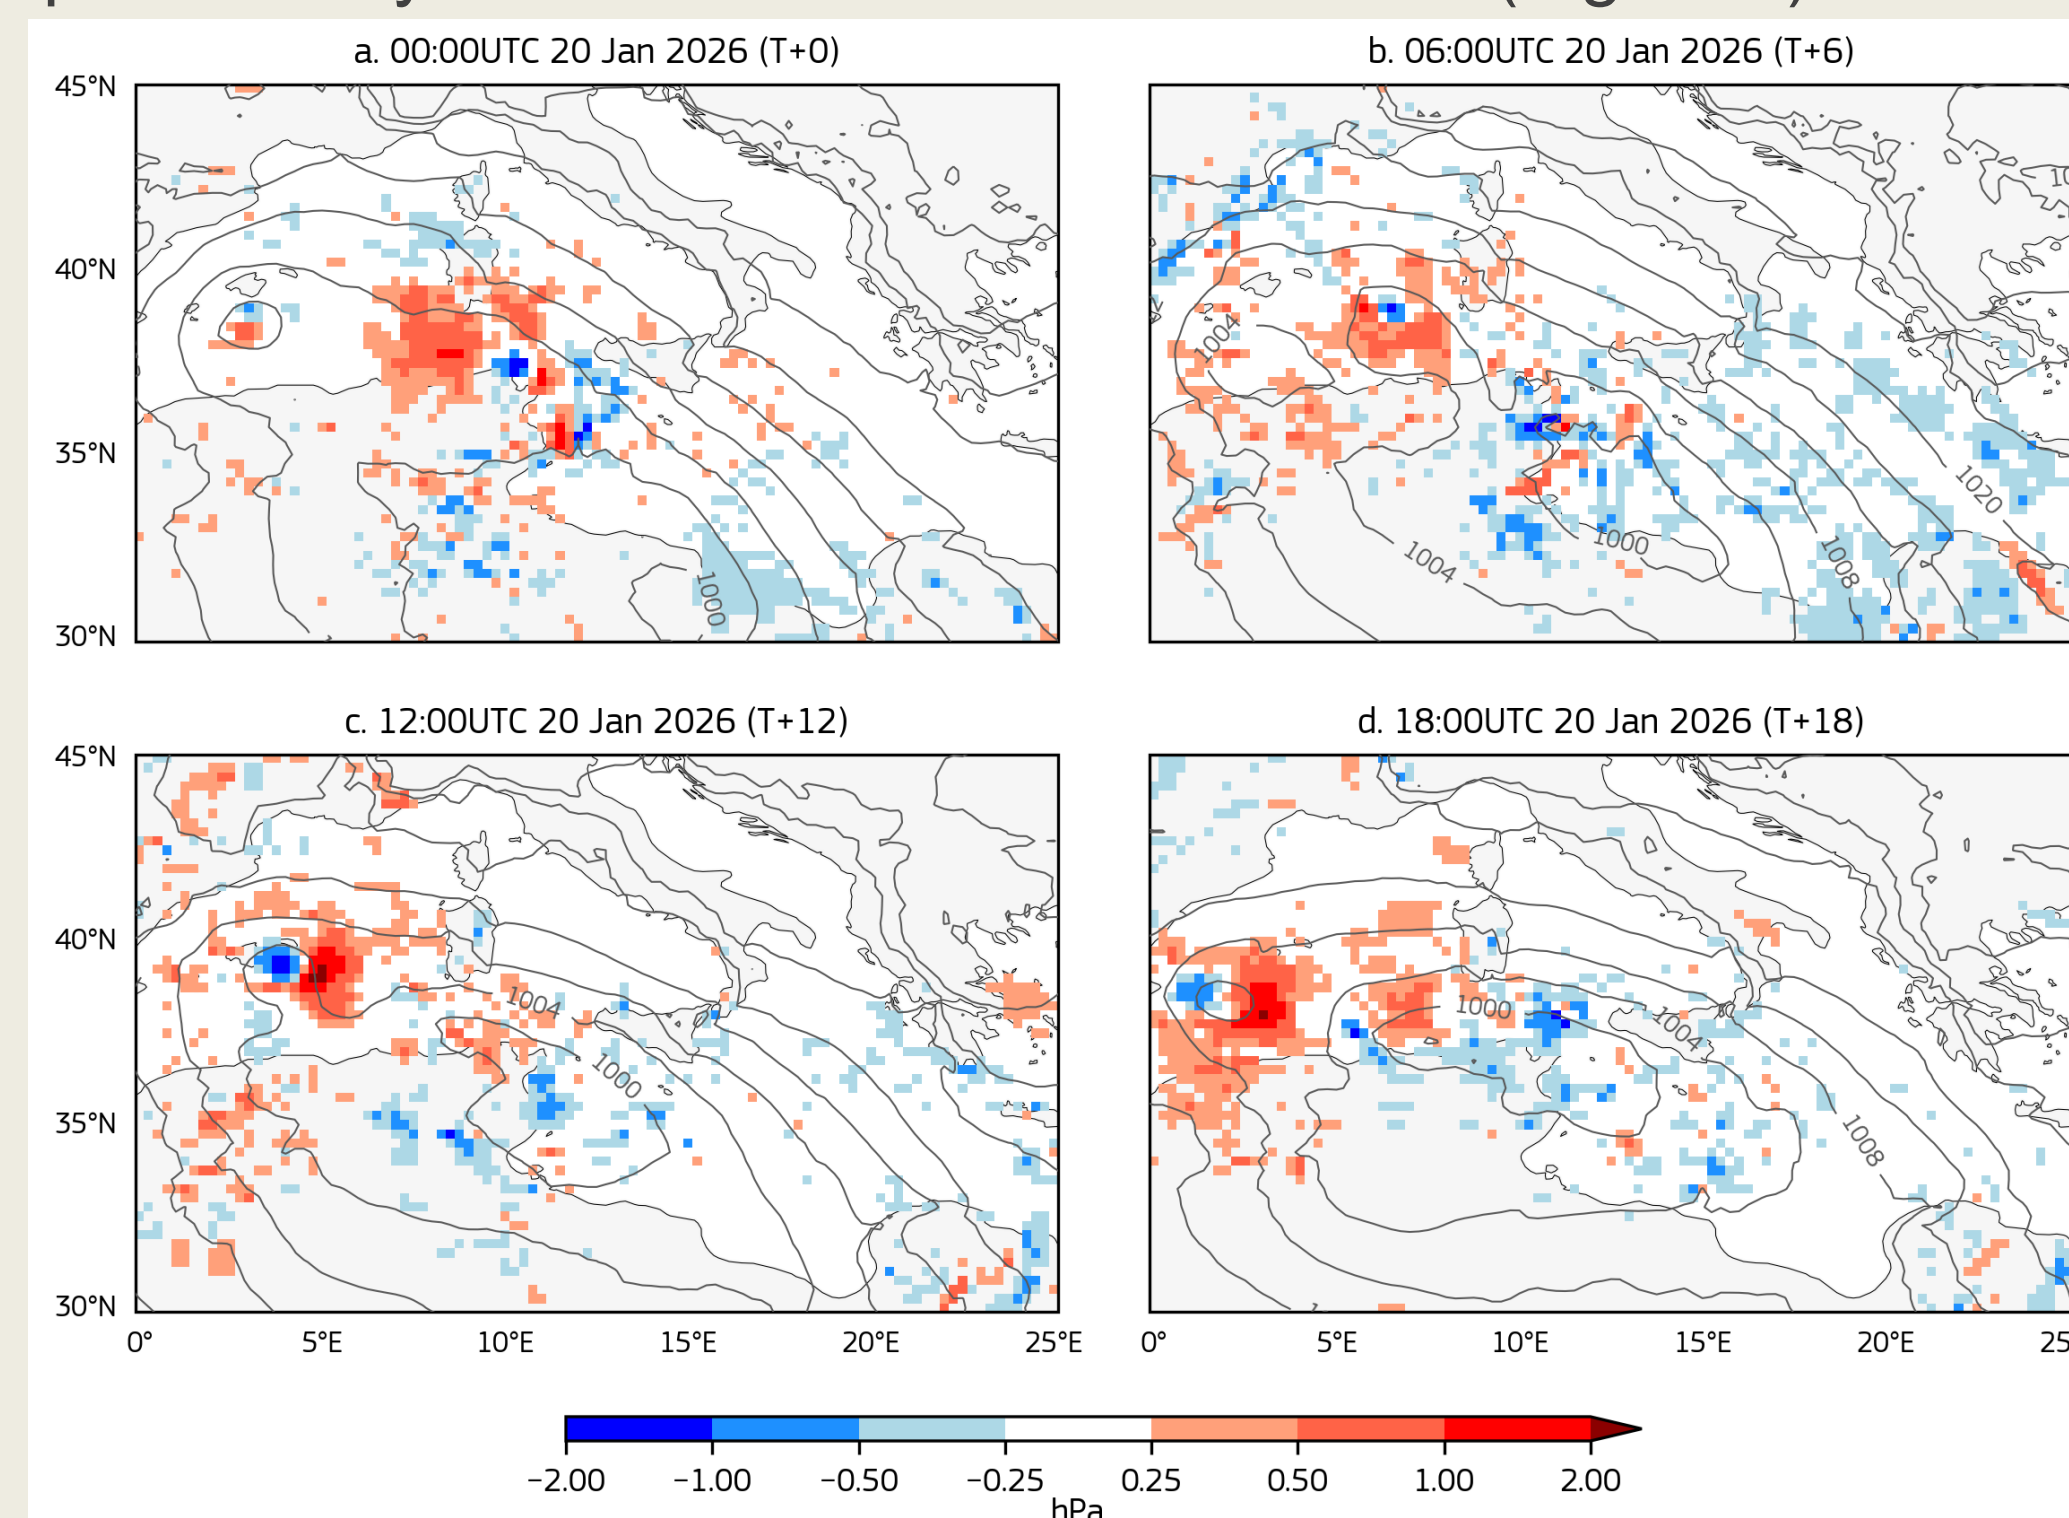 a. 00:00UTC 20 Jan 2026 (T+0)
b. 06:00UTC 20 Jan 2026 (T+6)
45°N
40°N
35°N
30°N
1000
1004
1004
1000
1008
1020
c. 12:00UTC 20 Jan 2026 (T+12)
d. 18:00UTC 20 Jan 2026 (T+18)
45°N
40°N
35°N
30°N
1004
1000
1000
1004
1008
0° 5°E 10°E 15°E 20°E 25°E
0° 5°E 10°E 15°E 20°E
−2.00 −1.00 −0.50 −0.25 0.25 0.50 1.00 2.00
hPa